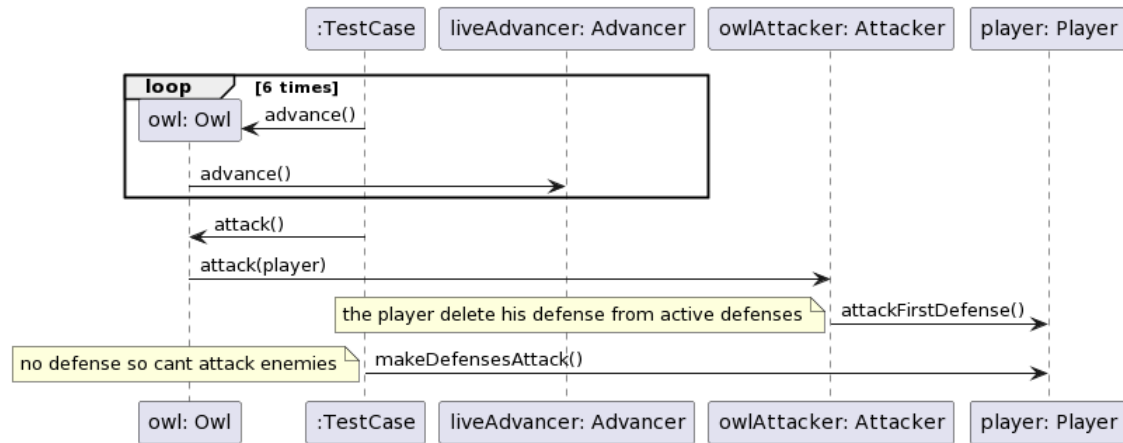 :TestCase
liveAdvancer: Advancer
owlAttacker: Attacker
player: Player
loop
[6 times]
owl: Owl
advance()
advance()
attack()
attack(player)
the player delete his defense from active defenses
attackFirstDefense()
no defense so cant attack enemies
makeDefensesAttack()
owl: Owl
:TestCase
liveAdvancer: Advancer
owlAttacker: Attacker
player: Player